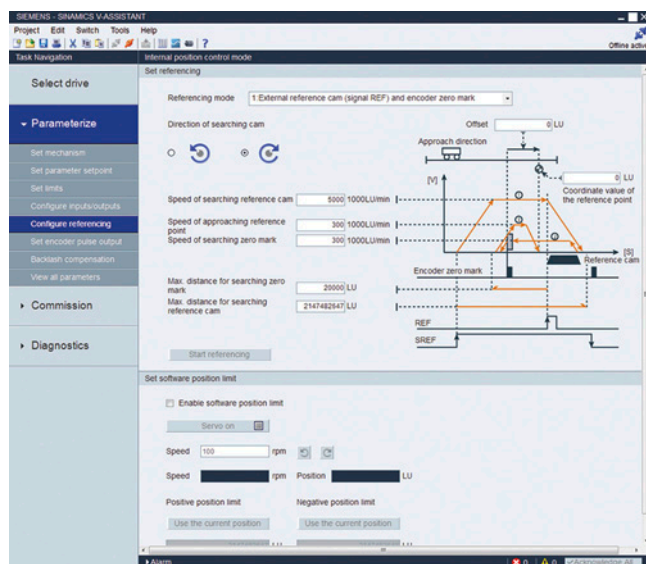 SIEMENS - SINAMICS V-ASSISTANT
Project Edit Switch Tools Help
Offline active
Task Navigation
Internal position control mode
Select drive
Parameterize
Set mechanism
Set parameter setpoint
Set limits
Configure inputs/outputs
Configure referencing
Set encoder pulse output
Backlash compensation
View all parameters
Commission
Diagnostics
Set referencing
Referencing mode 1:External reference cam (signal REF) and encoder zero mark
Direction of searching cam
Offset 0 LU
Approach direction
0 LU
Coordinate value of
the reference point
[V]
Speed of searching reference cam 5000 1000LU/min
Speed of approaching reference
point 300 1000LU/min
Speed of searching zero mark 300 1000LU/min
[S]
Reference cam
Encoder zero mark
Max. distance for searching zero
mark 20000 LU
Max. distance for searching
reference cam 2147482647 LU
REF
SREF
Start referencing
Set software position limit
Enable software position limit
Servo on
Speed 100 rpm
Speed rpm Position LU
Positive position limit Negative position limit
Use the current position Use the current position
Alarm 0 0 Acknowledge All